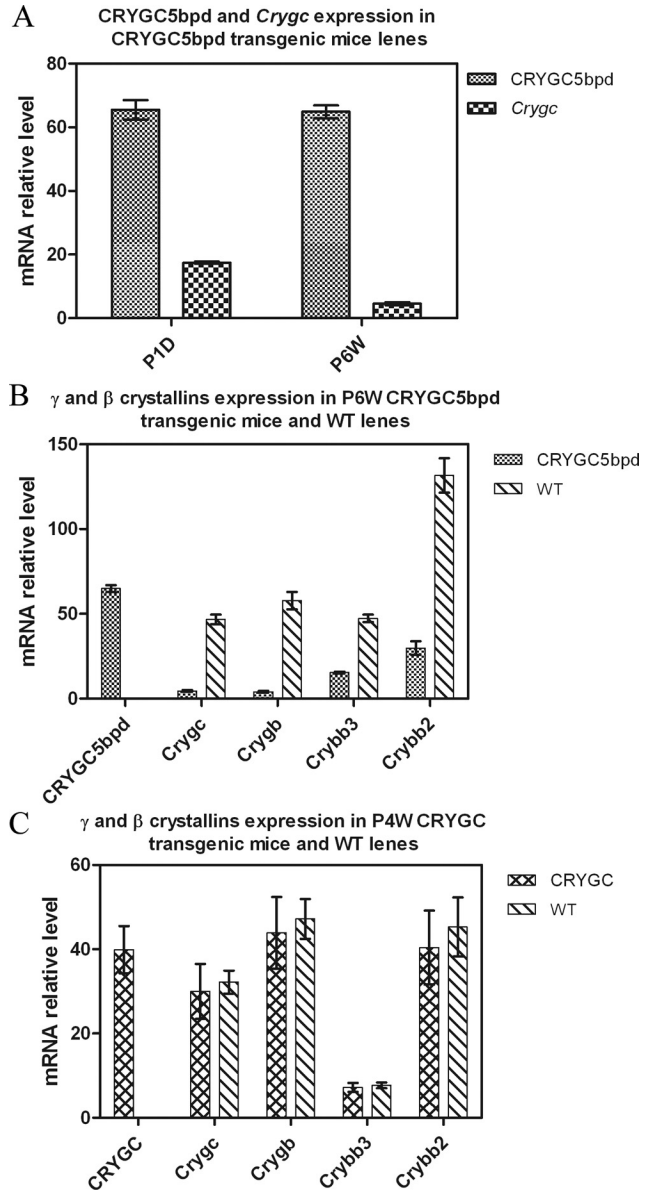 A
CRYGC5bpd and Crygc expression in
CRYGC5bpd transgenic mice lenes
mRNA relative level
80
60
40
20
0
P1D
P6W
CRYGC5bpd
Crygc
B
γ and β crystallins expression in P6W CRYGC5bpd
transgenic mice and WT lenes
mRNA relative level
150
100
50
0
CRYGC5bpd
Crygc
Crygb
Crybb3
Crybb2
CRYGC5bpd
WT
C
γ and β crystallins expression in P4W CRYGC
transgenic mice and WT lenes
mRNA relative level
60
40
20
0
CRYGC
Crygc
Crygb
Crybb3
Crybb2
CRYGC
WT